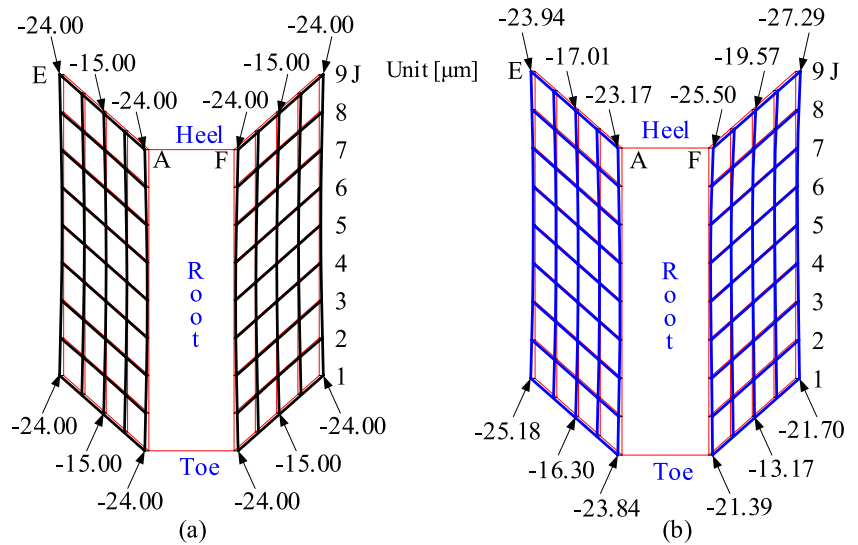 -24.00
-15.00
-24.00
-24.00
-15.00
-24.00
E
9 J
Heel
A
F
8
7
6
5
4
3
2
1
Root
-24.00
-15.00
-24.00
Toe
-24.00
-15.00
-24.00
(a)
Unit [μm]
-23.94
-17.01
-23.17
-25.50
-19.57
-27.29
E
9 J
Heel
A
F
8
7
6
5
4
3
2
1
Root
-25.18
-16.30
-23.84
Toe
-21.39
-13.17
-21.70
(b)